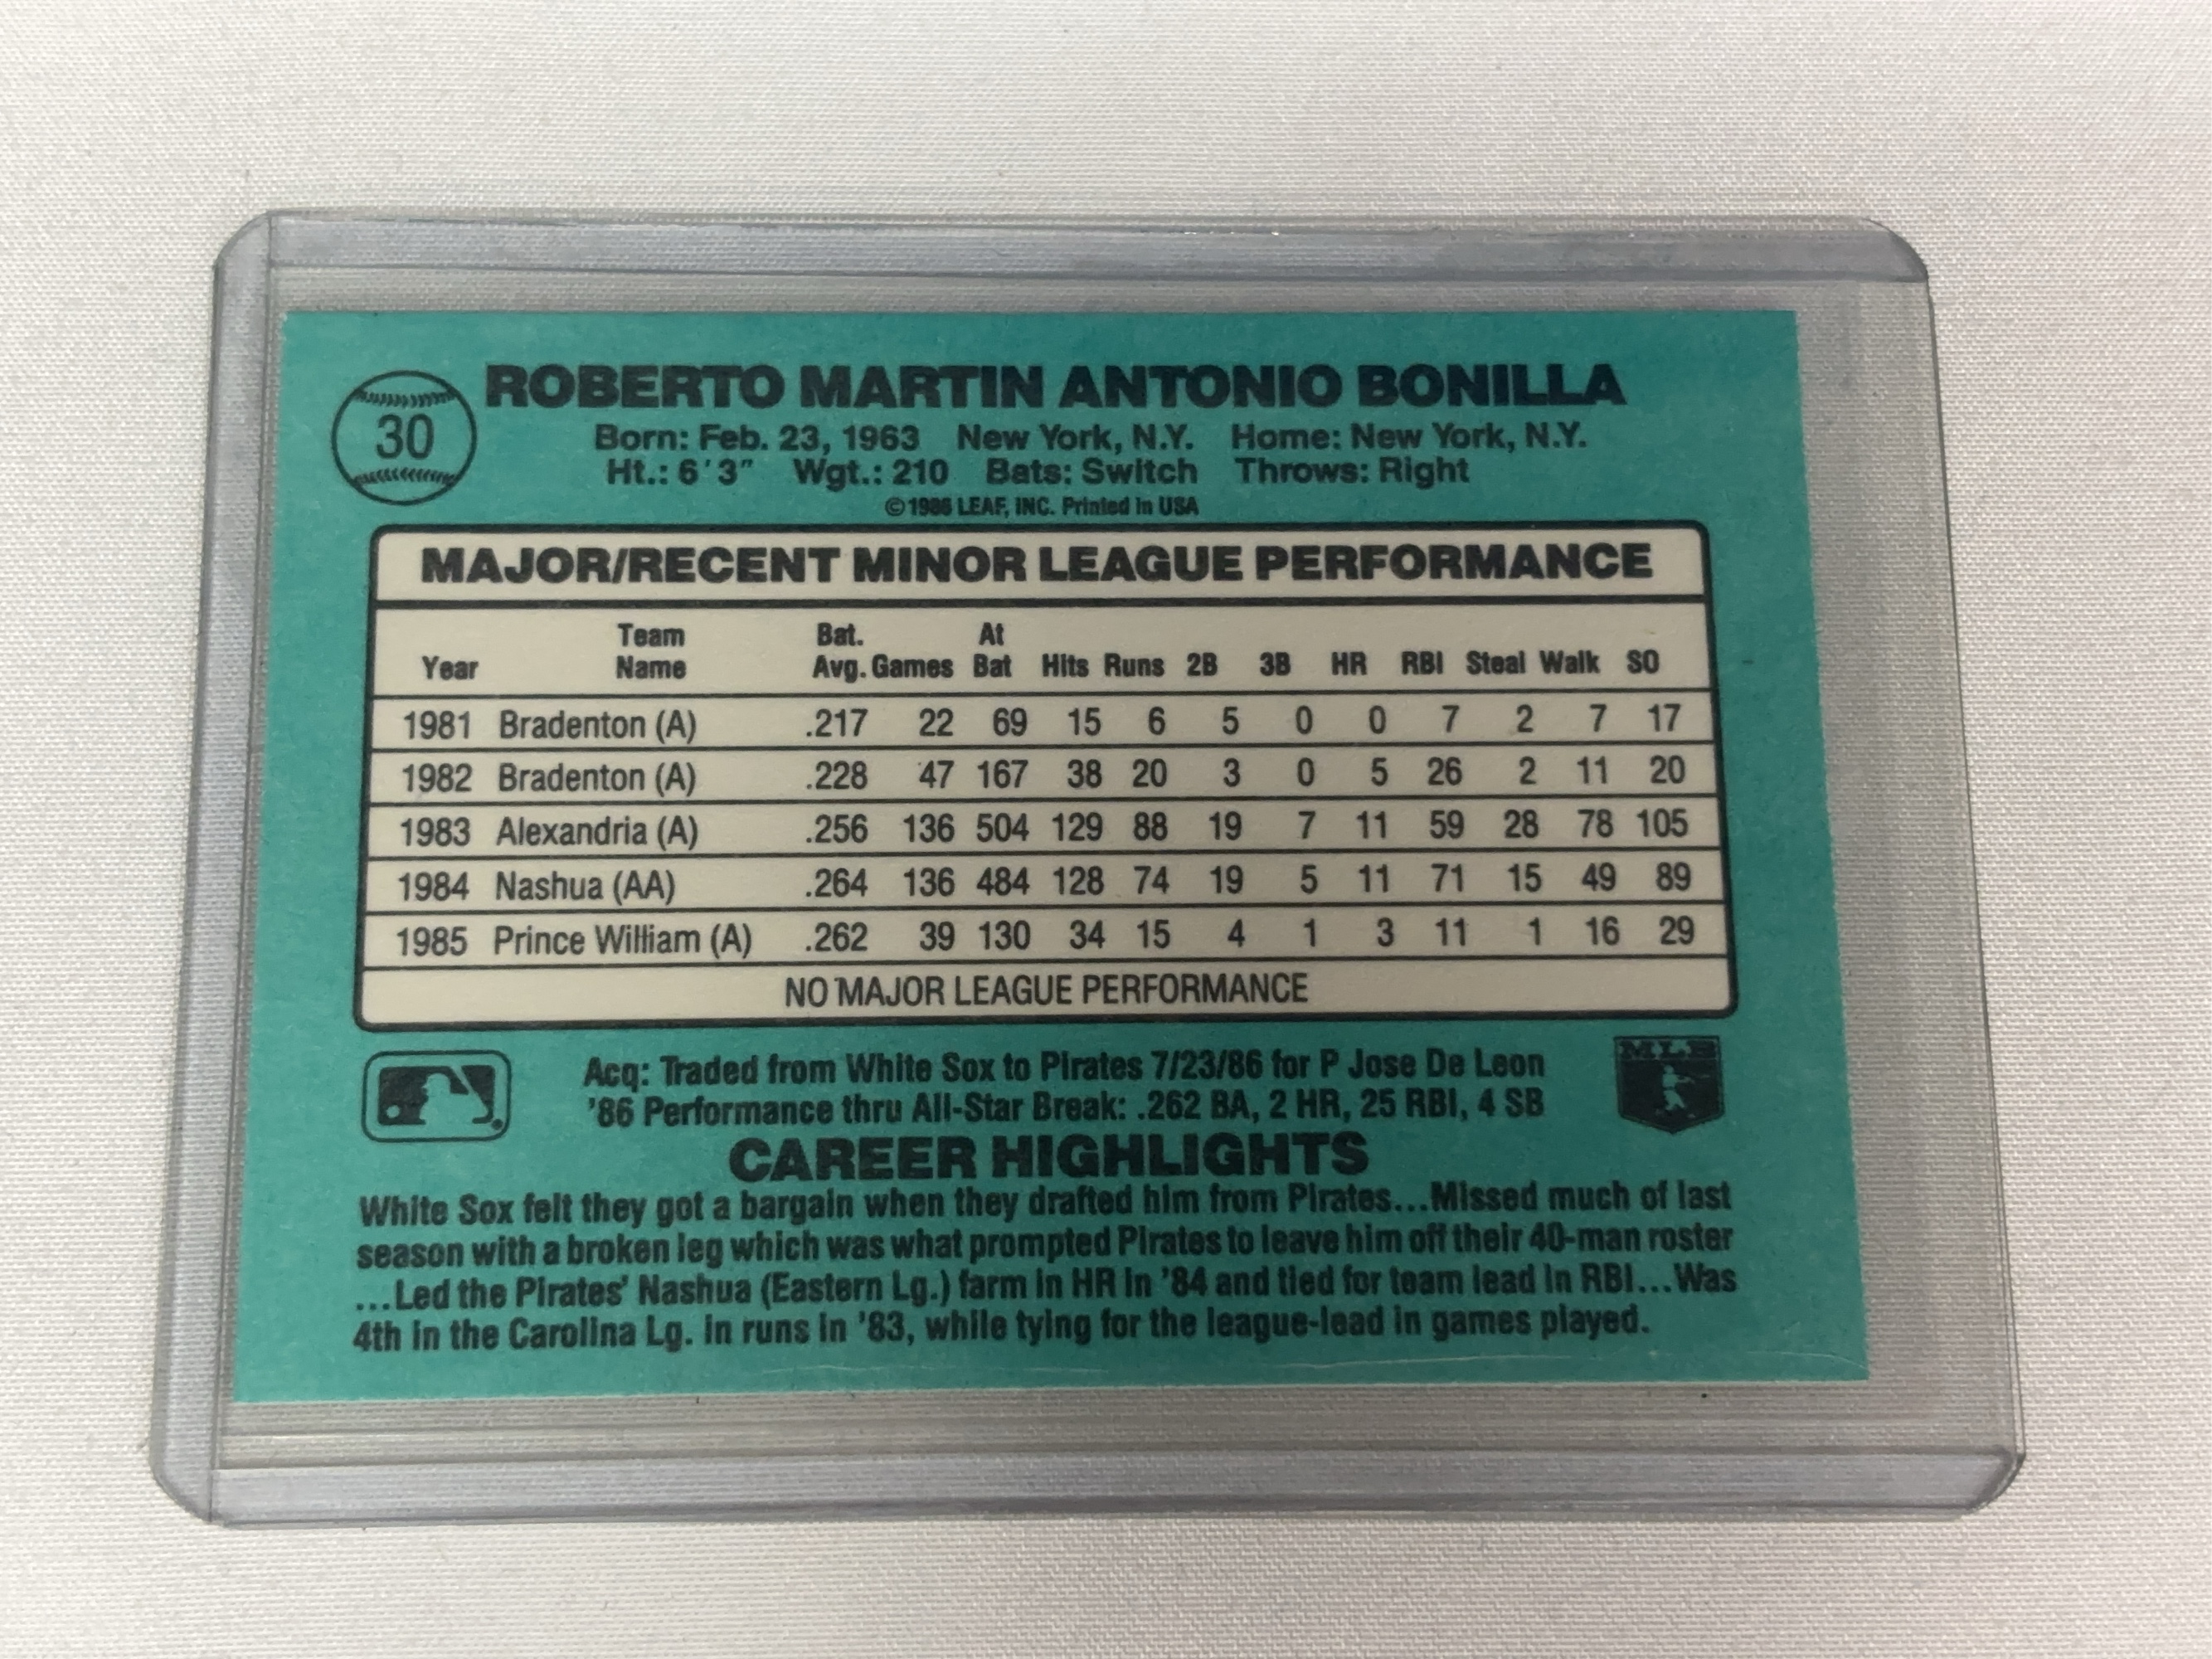 30
ROBERTO MARTIN ANTONIO BONILLA
Born: Feb. 23, 1963 New York, N.Y. Home: New York, N.Y.
Ht.: 6'3" Wgt.: 210 Bats: Switch Throws: Right
©1986 LEAF, INC. Printed in USA
MAJOR/RECENT MINOR LEAGUE PERFORMANCE
Year Team Name Bat. Avg. Games At Bat Hits Runs 2B 3B HR RBI Steal Walk SO
1981 Bradenton (A) .217 22 69 15 6 5 0 0 7 2 7 17
1982 Bradenton (A) .228 47 167 38 20 3 0 5 26 2 11 20
1983 Alexandria (A) .256 136 504 129 88 19 7 11 59 28 78 105
1984 Nashua (AA) .264 136 484 128 74 19 5 11 71 15 49 89
1985 Prince William (A) .262 39 130 34 15 4 1 3 11 1 16 29
NO MAJOR LEAGUE PERFORMANCE
Acq: Traded from White Sox to Pirates 7/23/86 for P Jose De Leon
'86 Performance thru All-Star Break: .262 BA, 2 HR, 25 RBI, 4 SB
MLB
CAREER HIGHLIGHTS
White Sox felt they got a bargain when they drafted him from Pirates...Missed much of last
season with a broken leg which was what prompted Pirates to leave him off their 40-man roster
...Led the Pirates' Nashua (Eastern Lg.) farm in HR in '84 and tied for team lead in RBI...Was
4th in the Carolina Lg. in runs in '83, while tying for the league-lead in games played.